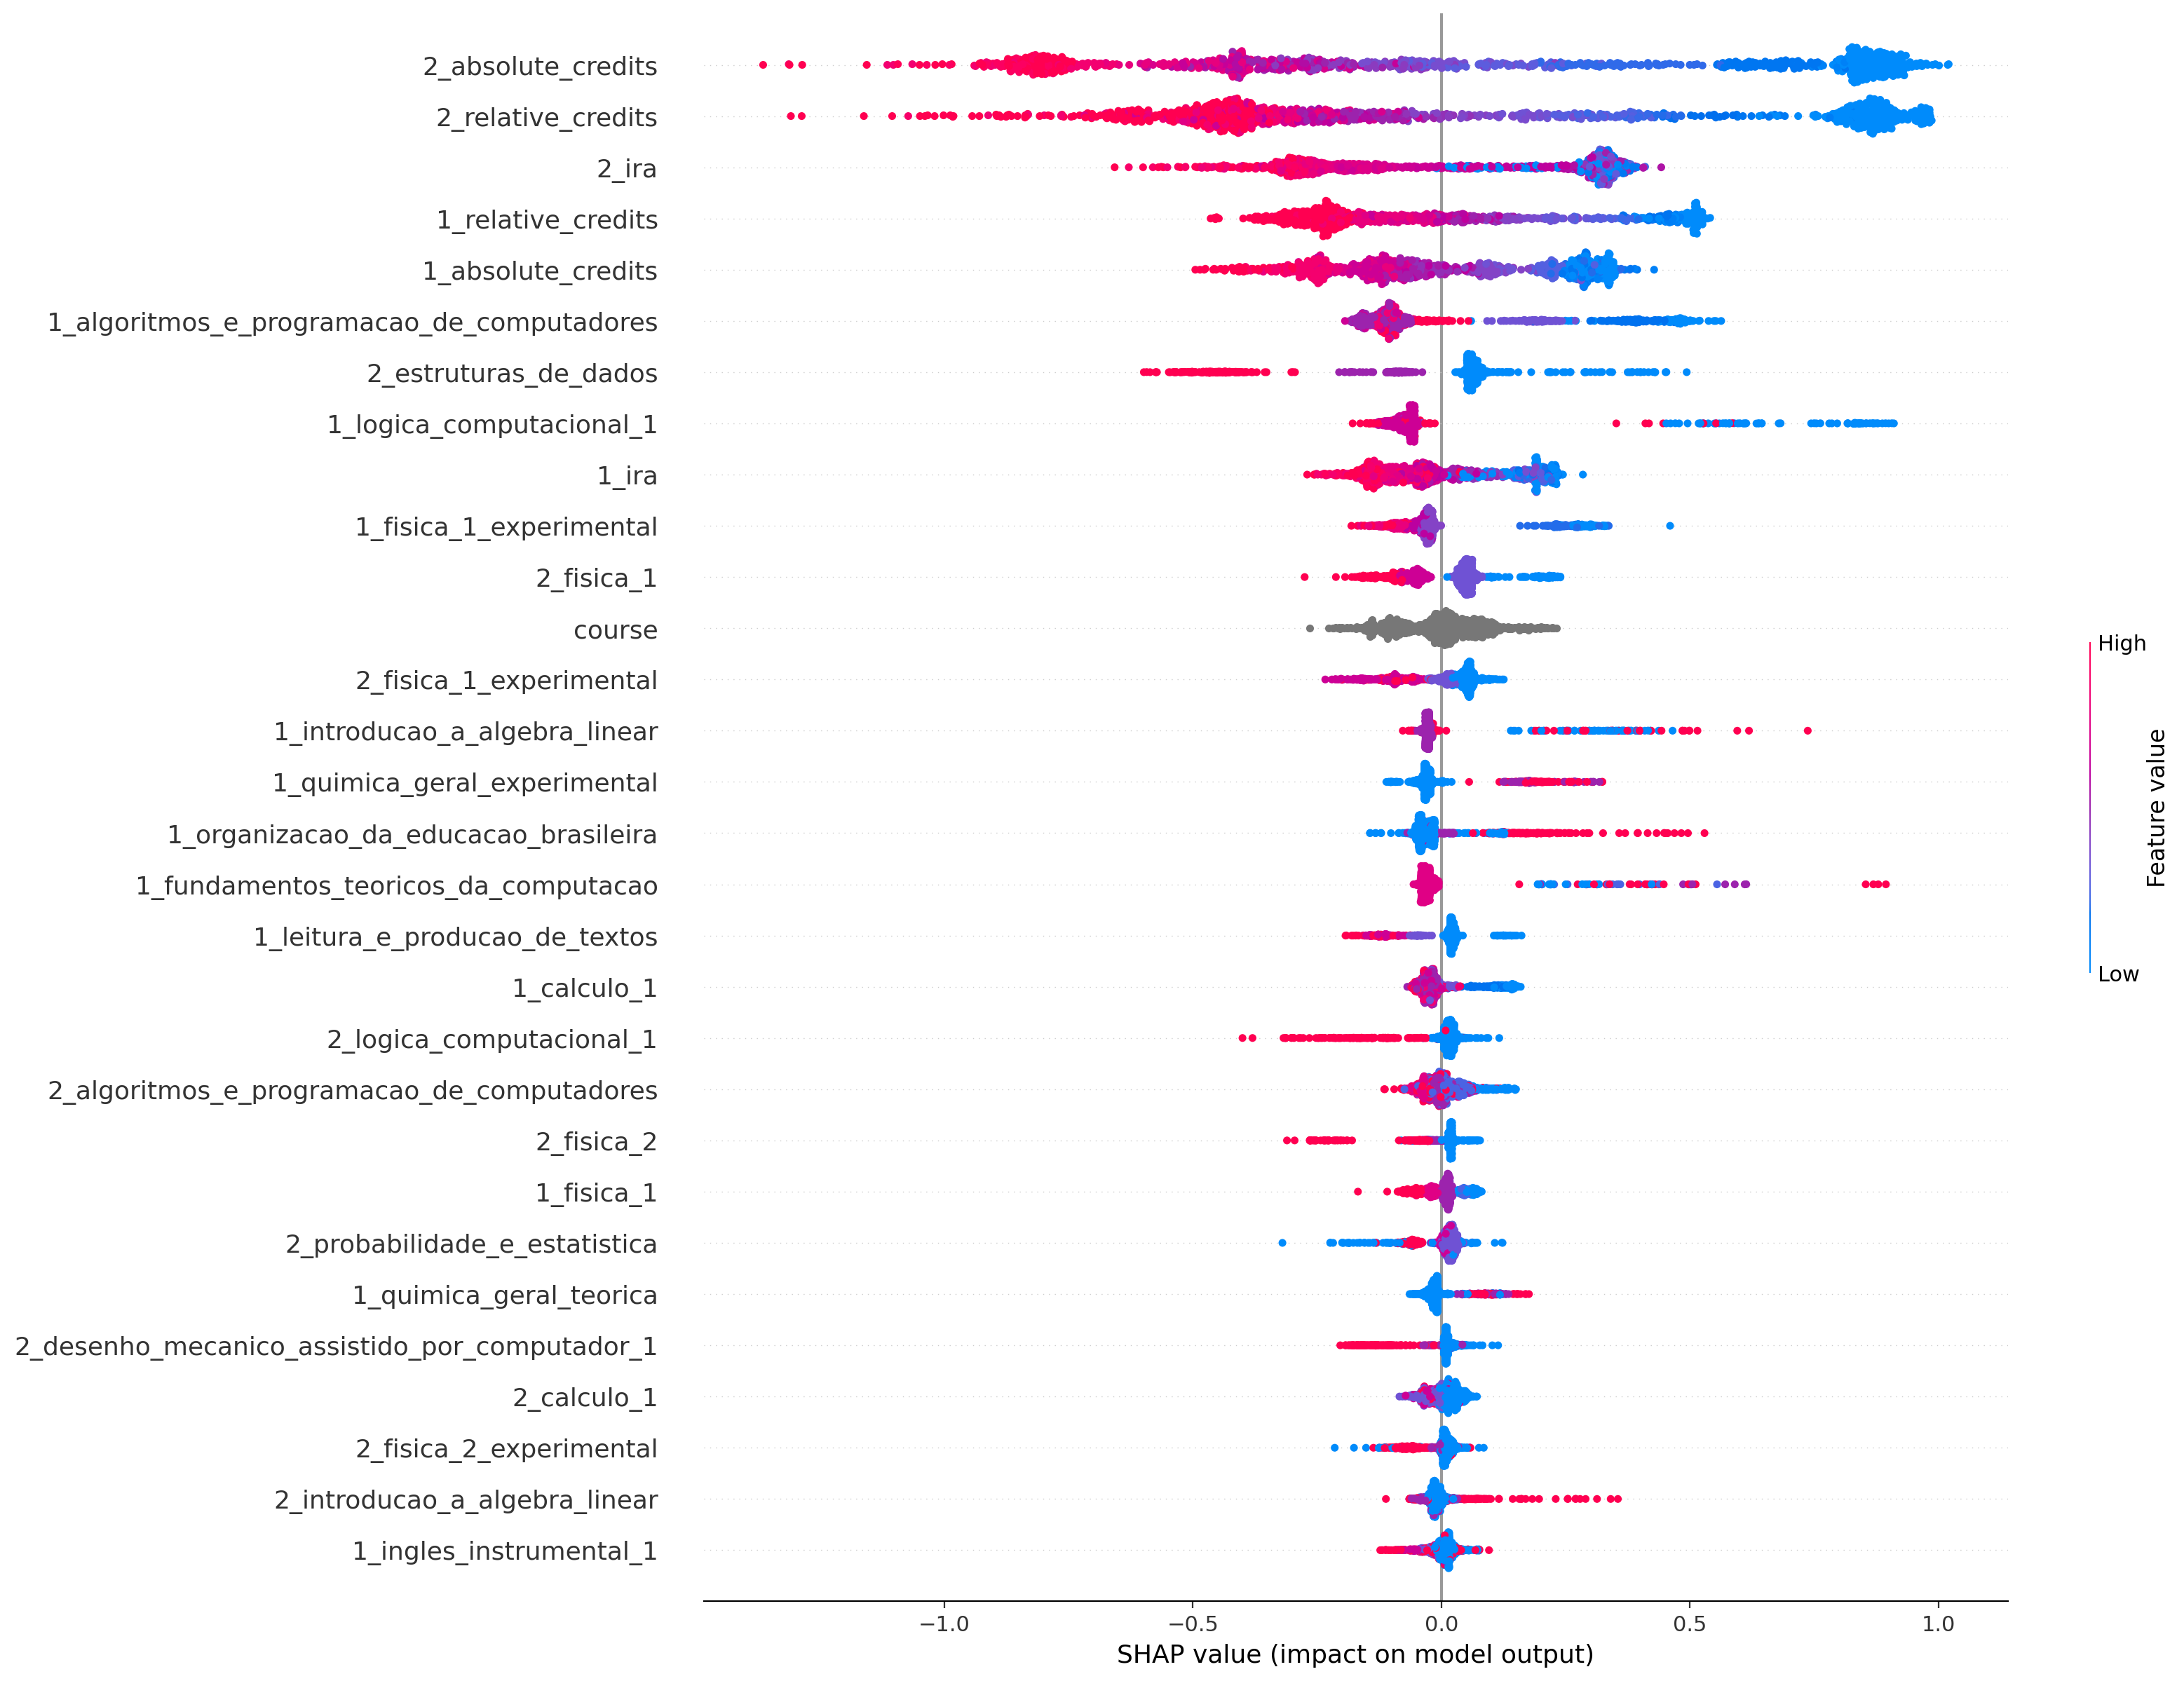 2_absolute_credits
2_relative_credits
2_ira
1_relative_credits
1_absolute_credits
1_algoritmos_e_programacao_de_computadores
2_estruturas_de_dados
1_logica_computacional_1
1_ira
1_fisica_1_experimental
2_fisica_1
course
2_fisica_1_experimental
1_introducao_a_algebra_linear
1_quimica_geral_experimental
1_organizacao_da_educacao_brasileira
1_fundamentos_teoricos_da_computacao
1_leitura_e_producao_de_textos
1_calculo_1
2_logica_computacional_1
2_algoritmos_e_programacao_de_computadores
2_fisica_2
1_fisica_1
2_probabilidade_e_estatistica
1_quimica_geral_teorica
2_desenho_mecanico_assistido_por_computador_1
2_calculo_1
2_fisica_2_experimental
2_introducao_a_algebra_linear
1_ingles_instrumental_1
−1.0 −0.5 0.0 0.5 1.0
SHAP value (impact on model output)
High
Feature value
Low